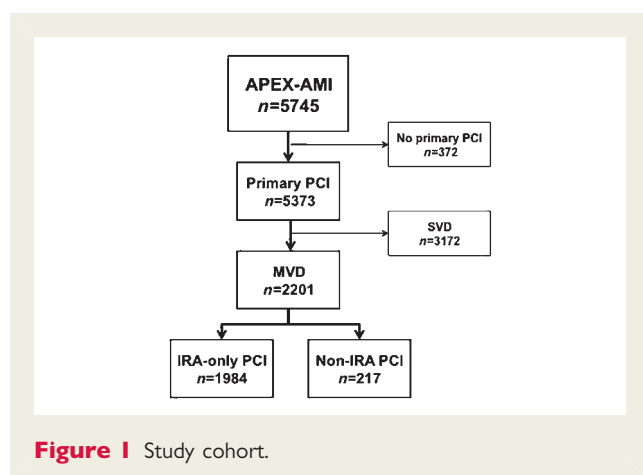 APEX-AMI
n=5745
No primary PCI
n=372
Primary PCI
n=5373
SVD
n=3172
MVD
n=2201
IRA-only PCI
n=1984
Non-IRA PCI
n=217
Figure 1 Study cohort.